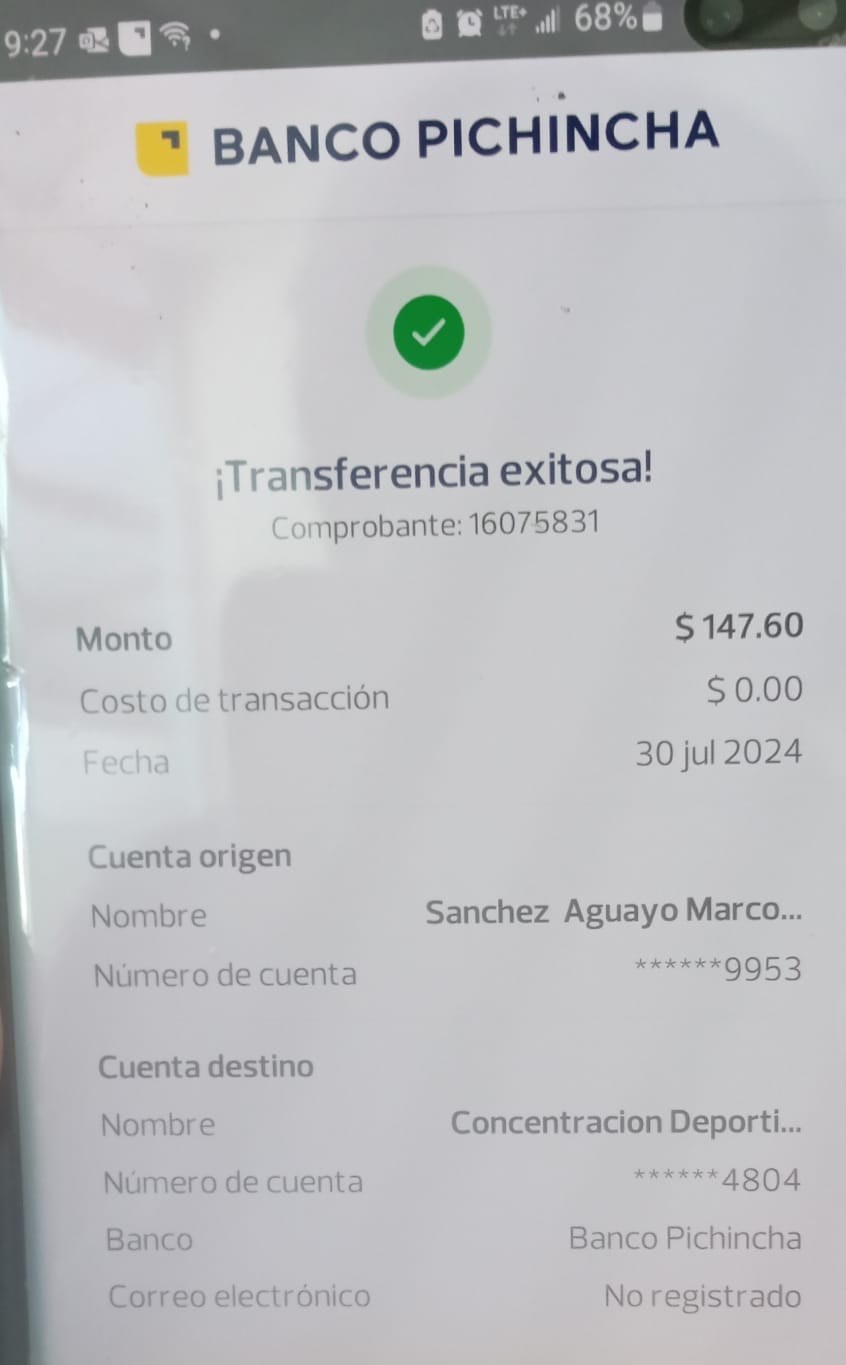 9:27 LTE+ 68%
BANCO PICHINCHA
¡Transferencia exitosa!
Comprobante: 16075831
Monto $ 147.60
Costo de transacción $ 0.00
Fecha 30 jul 2024
Cuenta origen
Nombre Sanchez Aguayo Marco...
Número de cuenta ******9953
Cuenta destino
Nombre Concentracion Deporti...
Número de cuenta ******4804
Banco Banco Pichincha
Correo electrónico No registrado